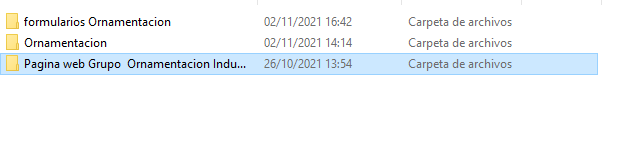 formularios Ornamentacion 02/11/2021 16:42 Carpeta de archivos
Ornamentacion 02/11/2021 14:14 Carpeta de archivos
Pagina web Grupo  Ornamentacion Indu... 26/10/2021 13:54 Carpeta de archivos